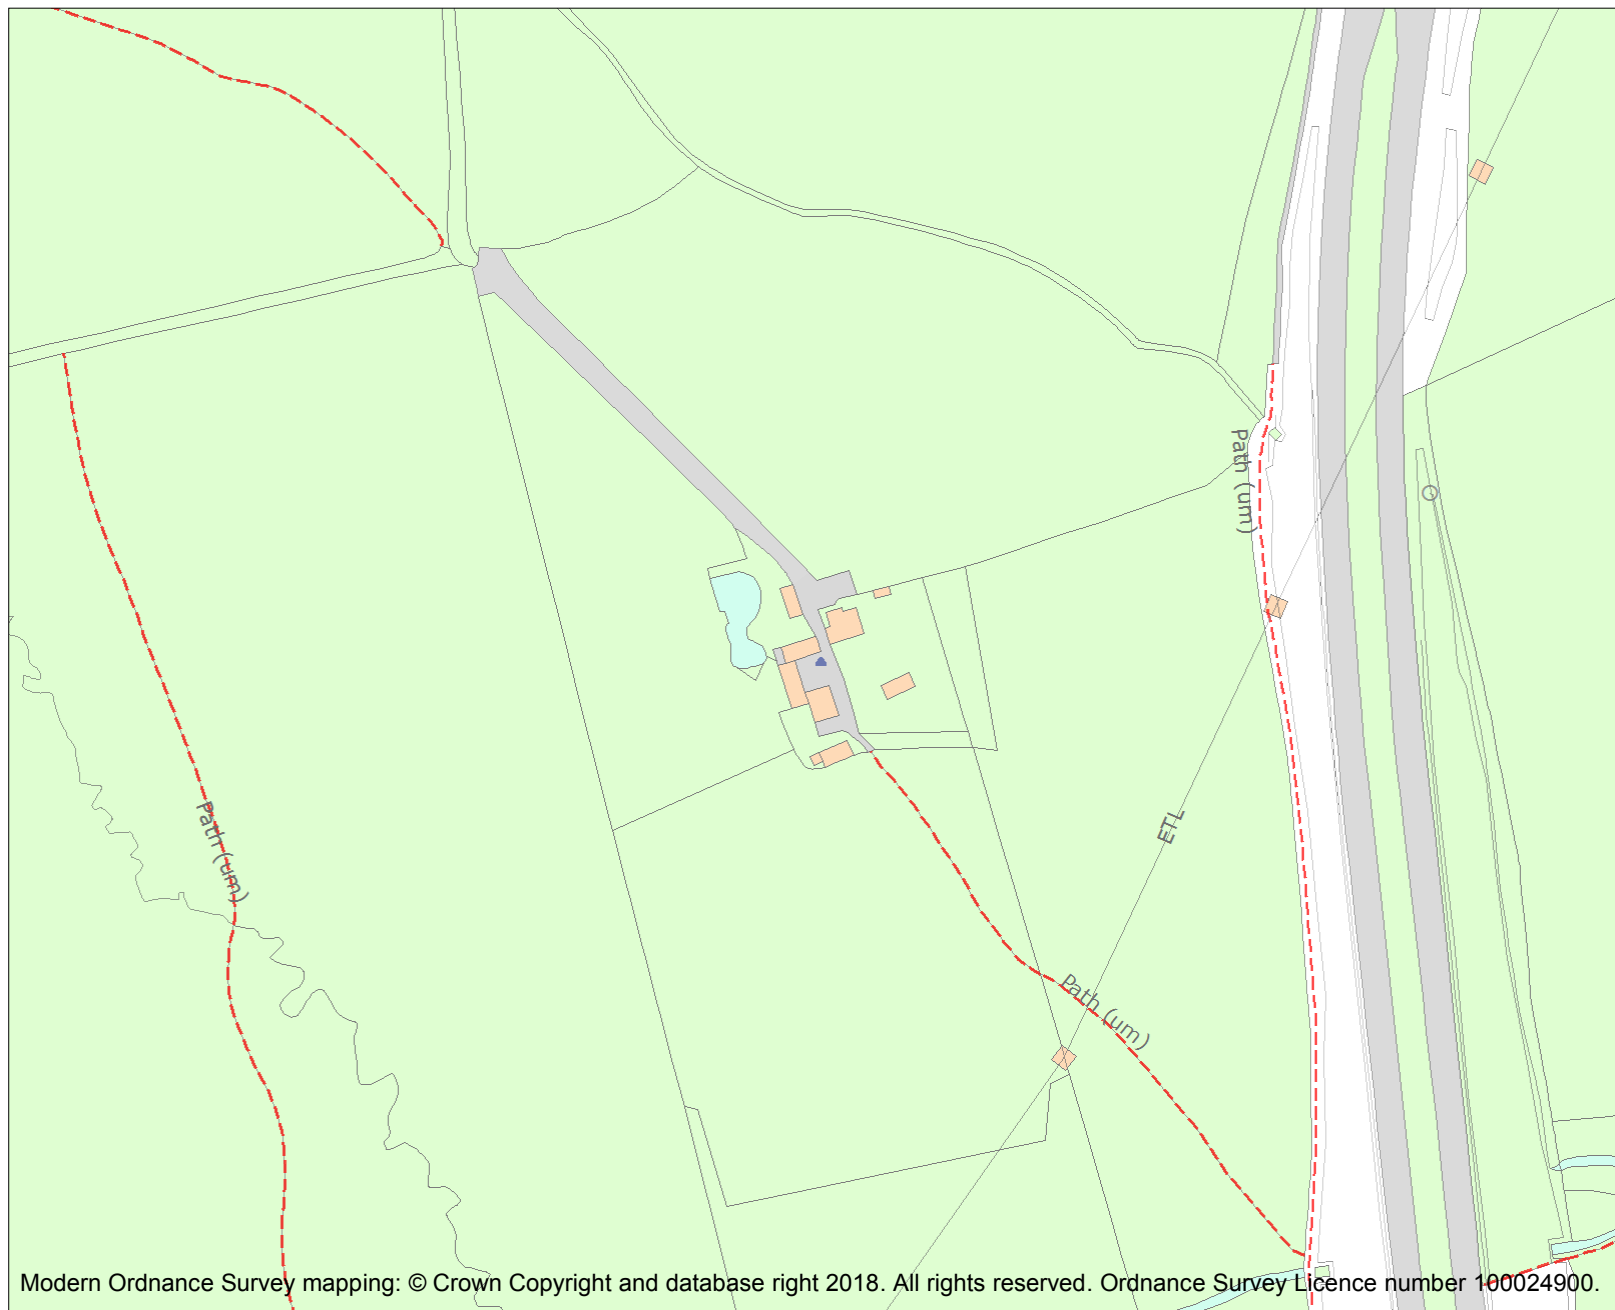 Path (um)
Path (um)
ETL
Path (um)
Modern Ordnance Survey mapping: © Crown Copyright and database right 2018. All rights reserved. Ordnance Survey Licence number 100024900.